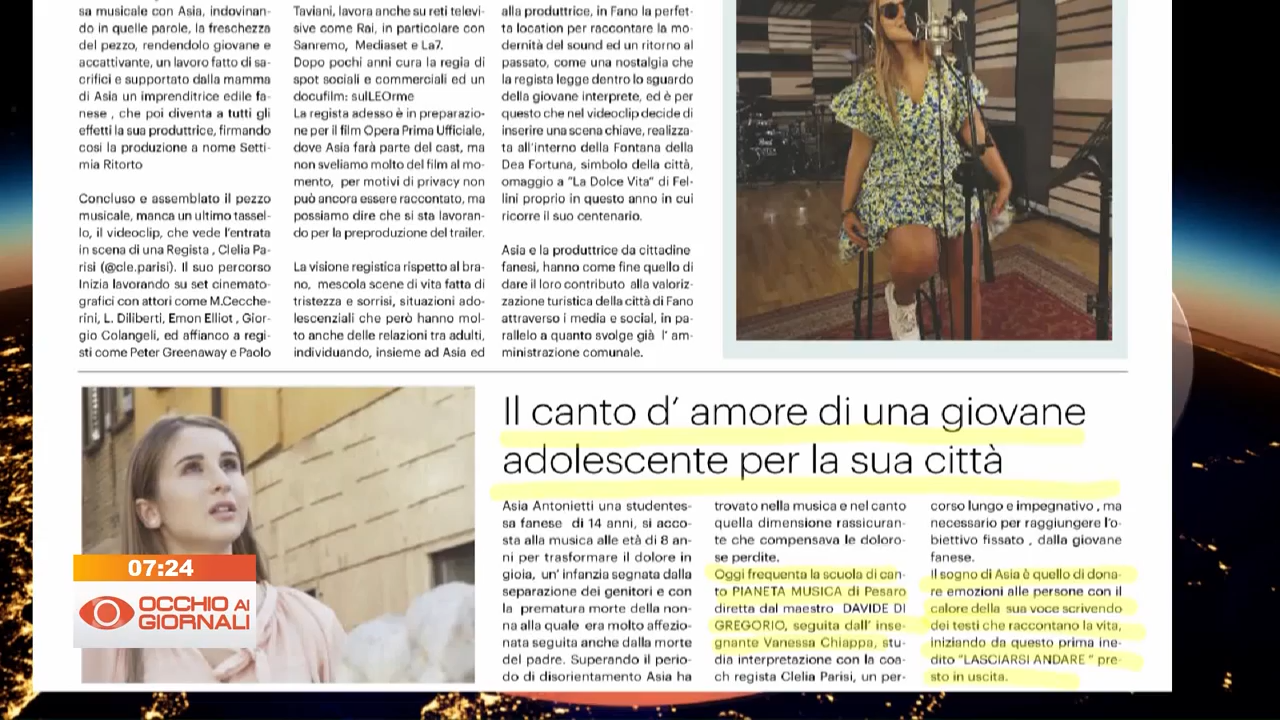 sa musicale con Asia, indovinan-
do in quelle parole, la freschezza
del pezzo, rendendolo giovane e
accattivante, un lavoro fatto di sa-
crifici e supportato dalla mamma
di Asia un imprenditrice edile fa-
nese , che poi diventa a tutti gli
effetti la sua produttrice, firmando
cosi la produzione a nome Setti-
mia Ritorto
Concluso e assemblato il pezzo
musicale, manca un ultimo tassel-
lo, il videoclip, che vede l'entrata
in scena di una Regista , Clelia Pa-
risi (@cle.parisi). Il suo percorso
Inizia lavorando su set cinemato-
grafici con attori come M.Cecche-
rini, L. Diliberti, Emon Elliot , Gior-
gio Colangeli, ed affianco a regi-
sti come Peter Greenaway e Paolo
Taviani, lavora anche su reti televi-
sive come Rai, in particolare con
Sanremo, Mediaset e La7.
Dopo pochi anni cura la regia di
spot sociali e commerciali ed un
docufilm: sulLEOrme
La regista adesso è in preparazio-
ne per il film Opera Prima Ufficiale,
dove Asia farà parte del cast, ma
non sveliamo molto del film al mo-
mento, per motivi di privacy non
può ancora essere raccontato, ma
possiamo dire che si sta lavoran-
do per la preproduzione del trailer.
La visione registica rispetto al bra-
no, mescola scene di vita fatta di
tristezza e sorrisi, situazioni ado-
lescenziali che però hanno mol-
to anche delle relazioni tra adulti,
individuando, insieme ad Asia ed
alla produttrice, in Fano la perfet-
ta location per raccontare la mo-
dernità del sound ed un ritorno al
passato, come una nostalgia che
la regista legge dentro lo sguardo
della giovane interprete, ed è per
questo che nel videoclip decide di
inserire una scena chiave, realizza-
ta all'interno della Fontana della
Dea Fortuna, simbolo della città,
omaggio a "La Dolce Vita" di Fel-
lini proprio in questo anno in cui
ricorre il suo centenario.
Asia e la produttrice da cittadine
fanesi, hanno come fine quello di
dare il loro contributo alla valoriz-
zazione turistica della città di Fano
attraverso i media e social, in pa-
rallelo a quanto svolge già l' am-
ministrazione comunale.
Il canto d' amore di una giovane
adolescente per la sua città
Asia Antonietti una studentes-
sa fanese di 14 anni, si acco-
sta alla musica alle età di 8 an-
ni per trasformare il dolore in
gioia, un' infanzia segnata dalla
separazione dei genitori e con
la prematura morte della non-
na alla quale era molto affezio-
nata seguita anche dalla morte
del padre. Superando il perio-
do di disorientamento Asia ha
trovato nella musica e nel canto
quella dimensione rassicuran-
te che compensava le doloro-
se perdite.
Oggi frequenta la scuola di can-
to PIANETA MUSICA di Pesaro
diretta dal maestro DAVIDE DI
GREGORIO, seguita dall' inse-
gnante Vanessa Chiappa, stu-
dia interpretazione con la coa-
ch regista Clelia Parisi, un per-
corso lungo e impegnativo , ma
necessario per raggiungere l'o-
biettivo fissato , dalla giovane
fanese.
Il sogno di Asia è quello di dona-
re emozioni alle persone con il
calore della sua voce scrivendo
dei testi che raccontano la vita,
iniziando da questo prima ine-
dito "LASCIARSI ANDARE " pre-
sto in uscita.
07:24
OCCHIO AI
GIORNALI